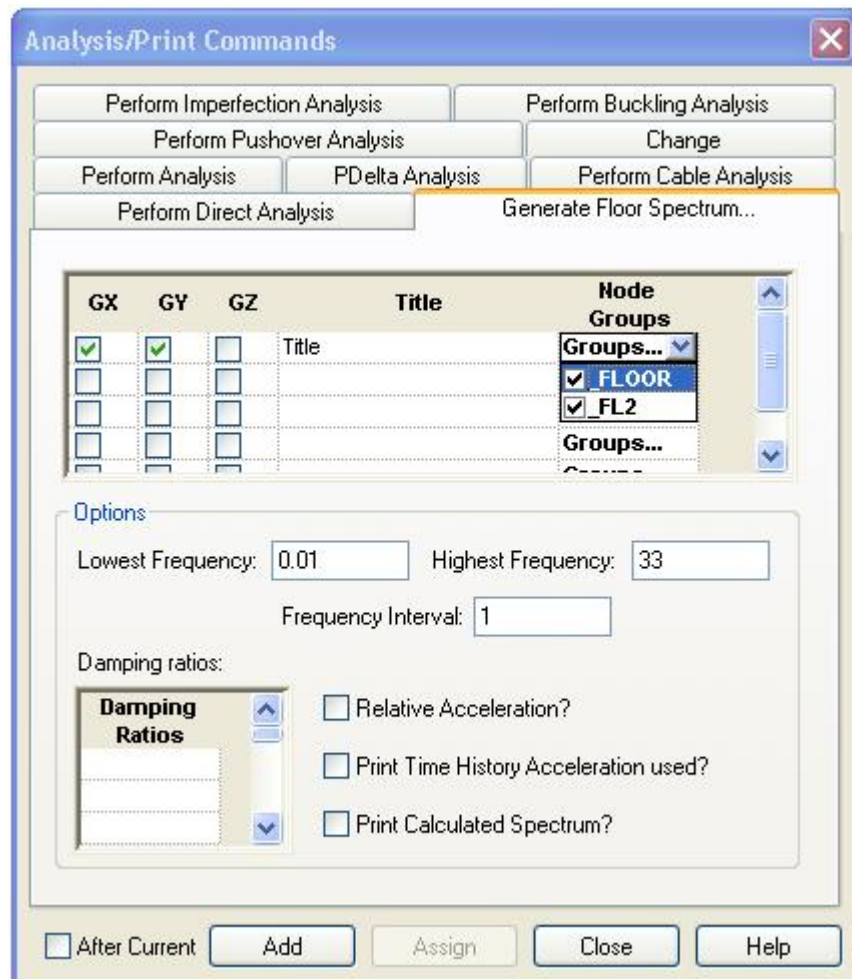 Analysis/Print Commands
Perform Imperfection Analysis Perform Buckling Analysis
Perform Pushover Analysis Change
Perform Analysis PDelta Analysis Perform Cable Analysis
Perform Direct Analysis Generate Floor Spectrum...
GX GY GZ Title Node Groups
Title Groups...
_FLOOR
_FL2
Groups...
Options
Lowest Frequency: 0.01 Highest Frequency: 33
Frequency Interval: 1
Damping ratios:
Damping Ratios
Relative Acceleration?
Print Time History Acceleration used?
Print Calculated Spectrum?
After Current Add Assign Close Help